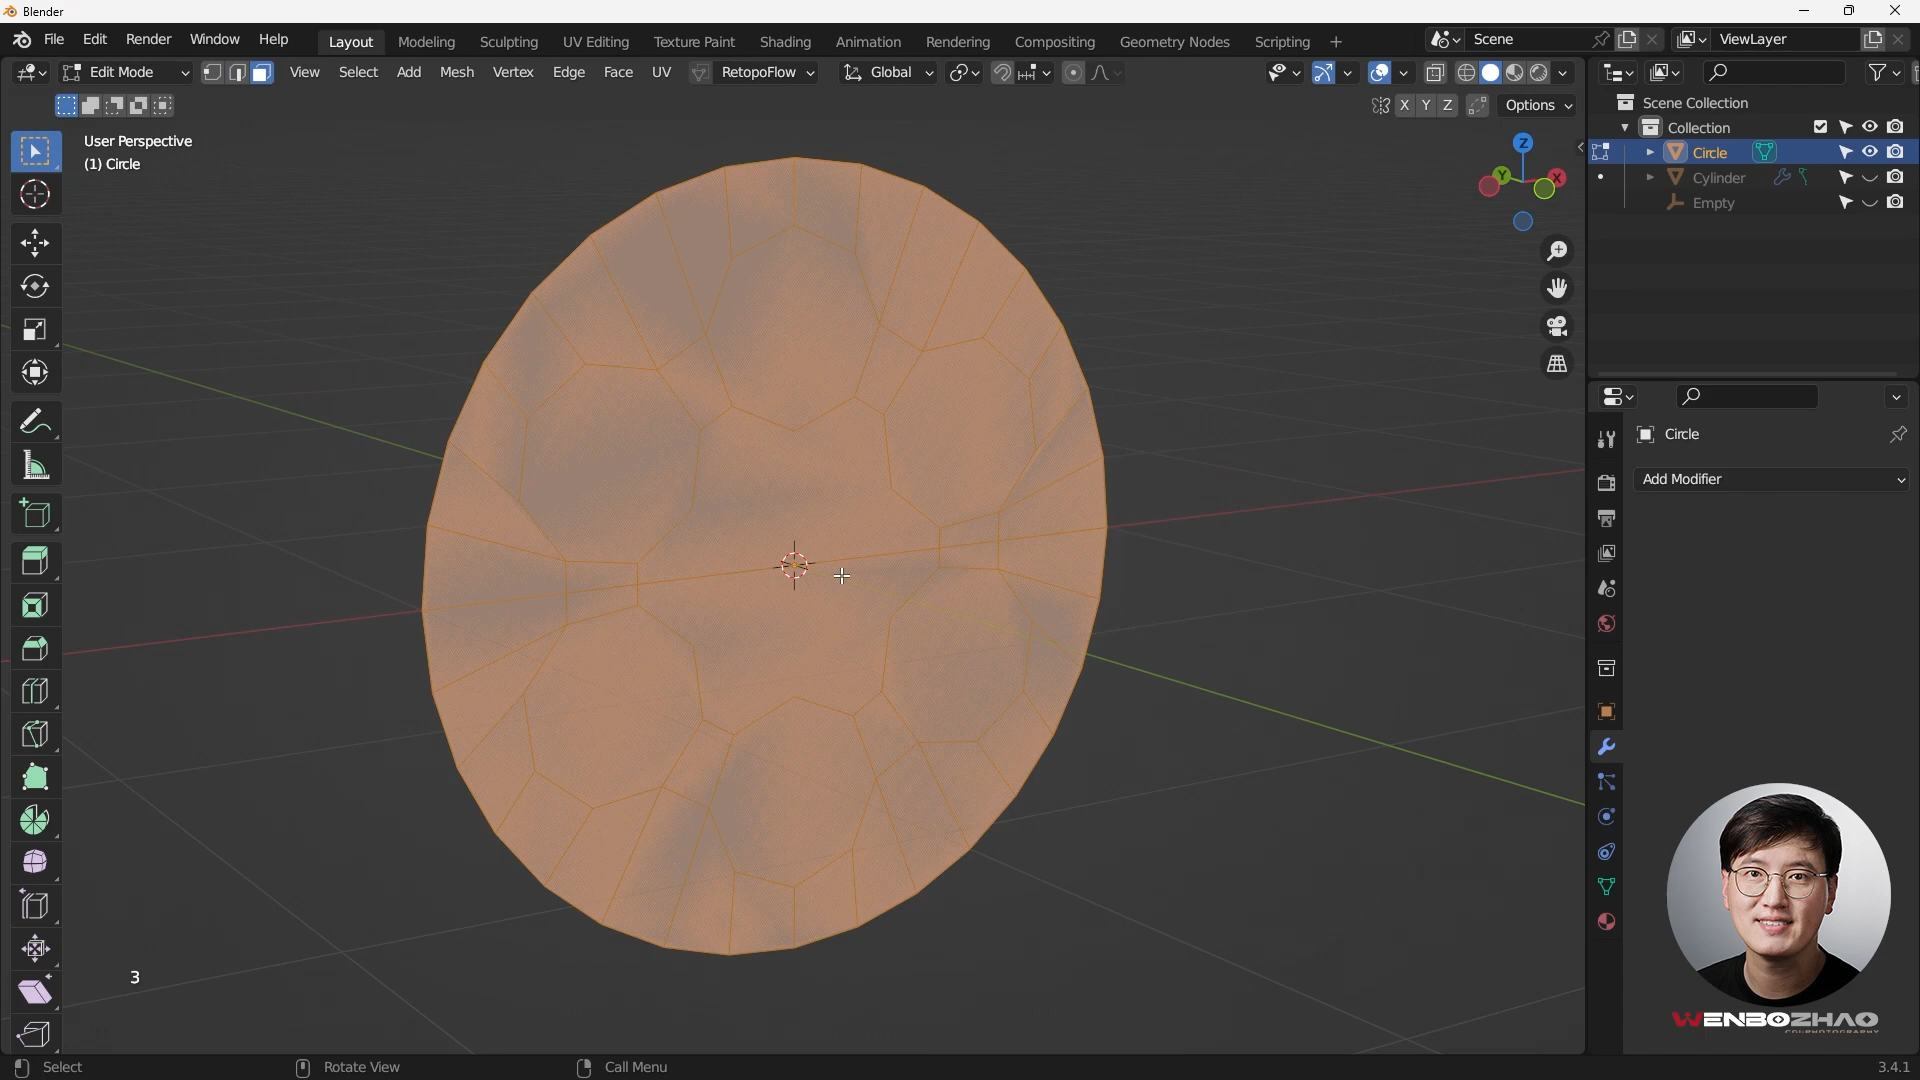 Blender
File Edit Render Window Help Layout Modeling Sculpting UV Editing Texture Paint Shading Animation Rendering Compositing Geometry Nodes Scripting + Scene ViewLayer
Edit Mode View Select Add Mesh Vertex Edge Face UV RetopoFlow Global
X Y Z Options
Scene Collection
Collection
Circle
Cylinder
Empty
User Perspective
(1) Circle
Z
Y X
Circle
Add Modifier
3
WENBOZHAO
Select Rotate View Call Menu 3.4.1